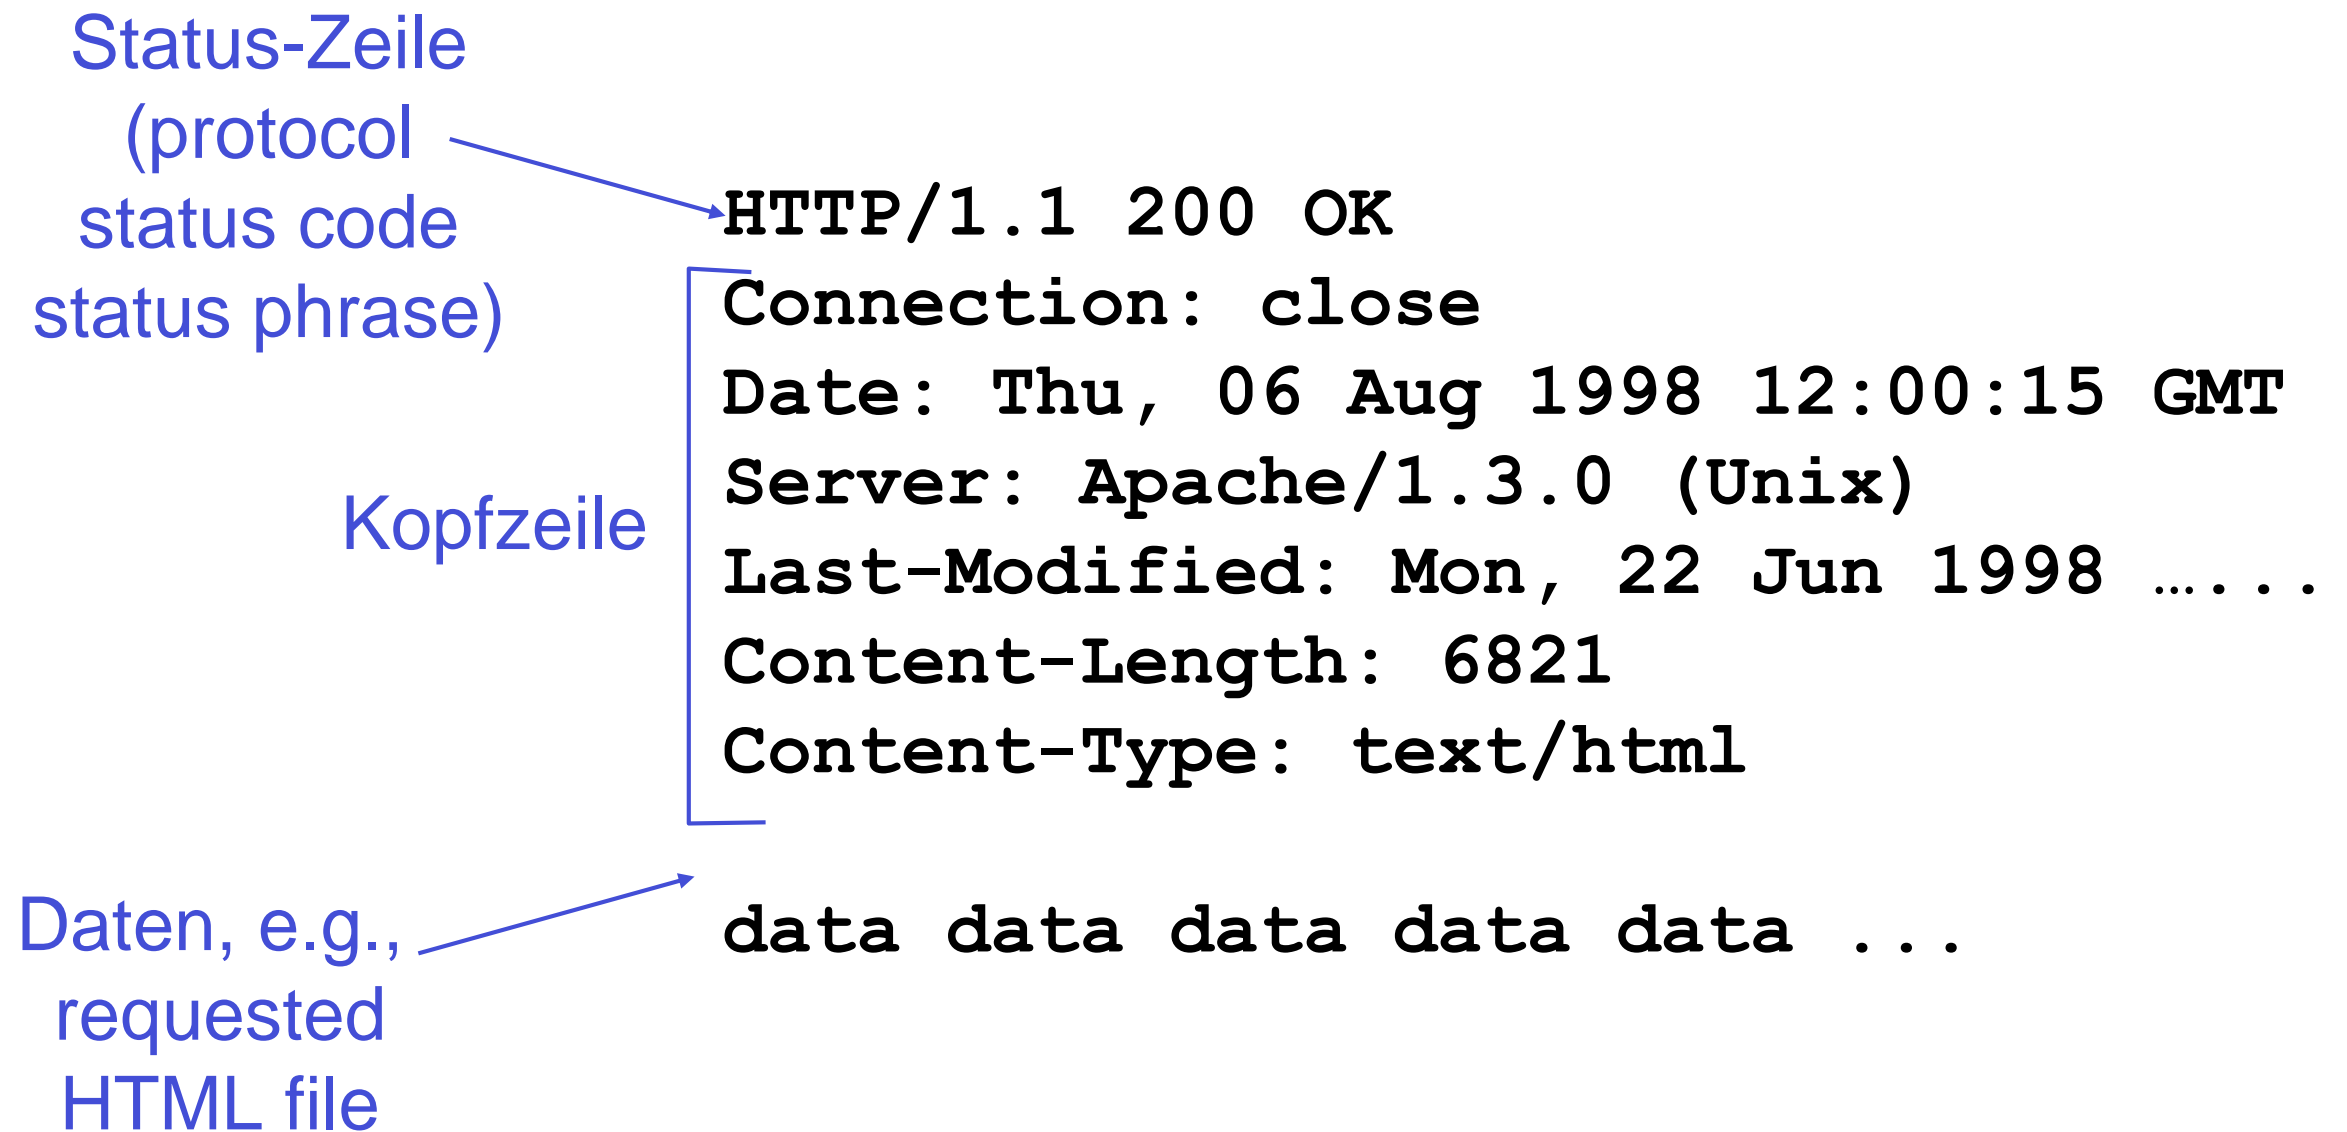 Status-Zeile
(protocol
status code
status phrase)
HTTP/1.1 200 OK
Connection: close
Date: Thu, 06 Aug 1998 12:00:15 GMT
Server: Apache/1.3.0 (Unix)
Last-Modified: Mon, 22 Jun 1998 …...
Content-Length: 6821
Content-Type: text/html
Kopfzeile
data data data data data ...
Daten, e.g.,
requested
HTML file